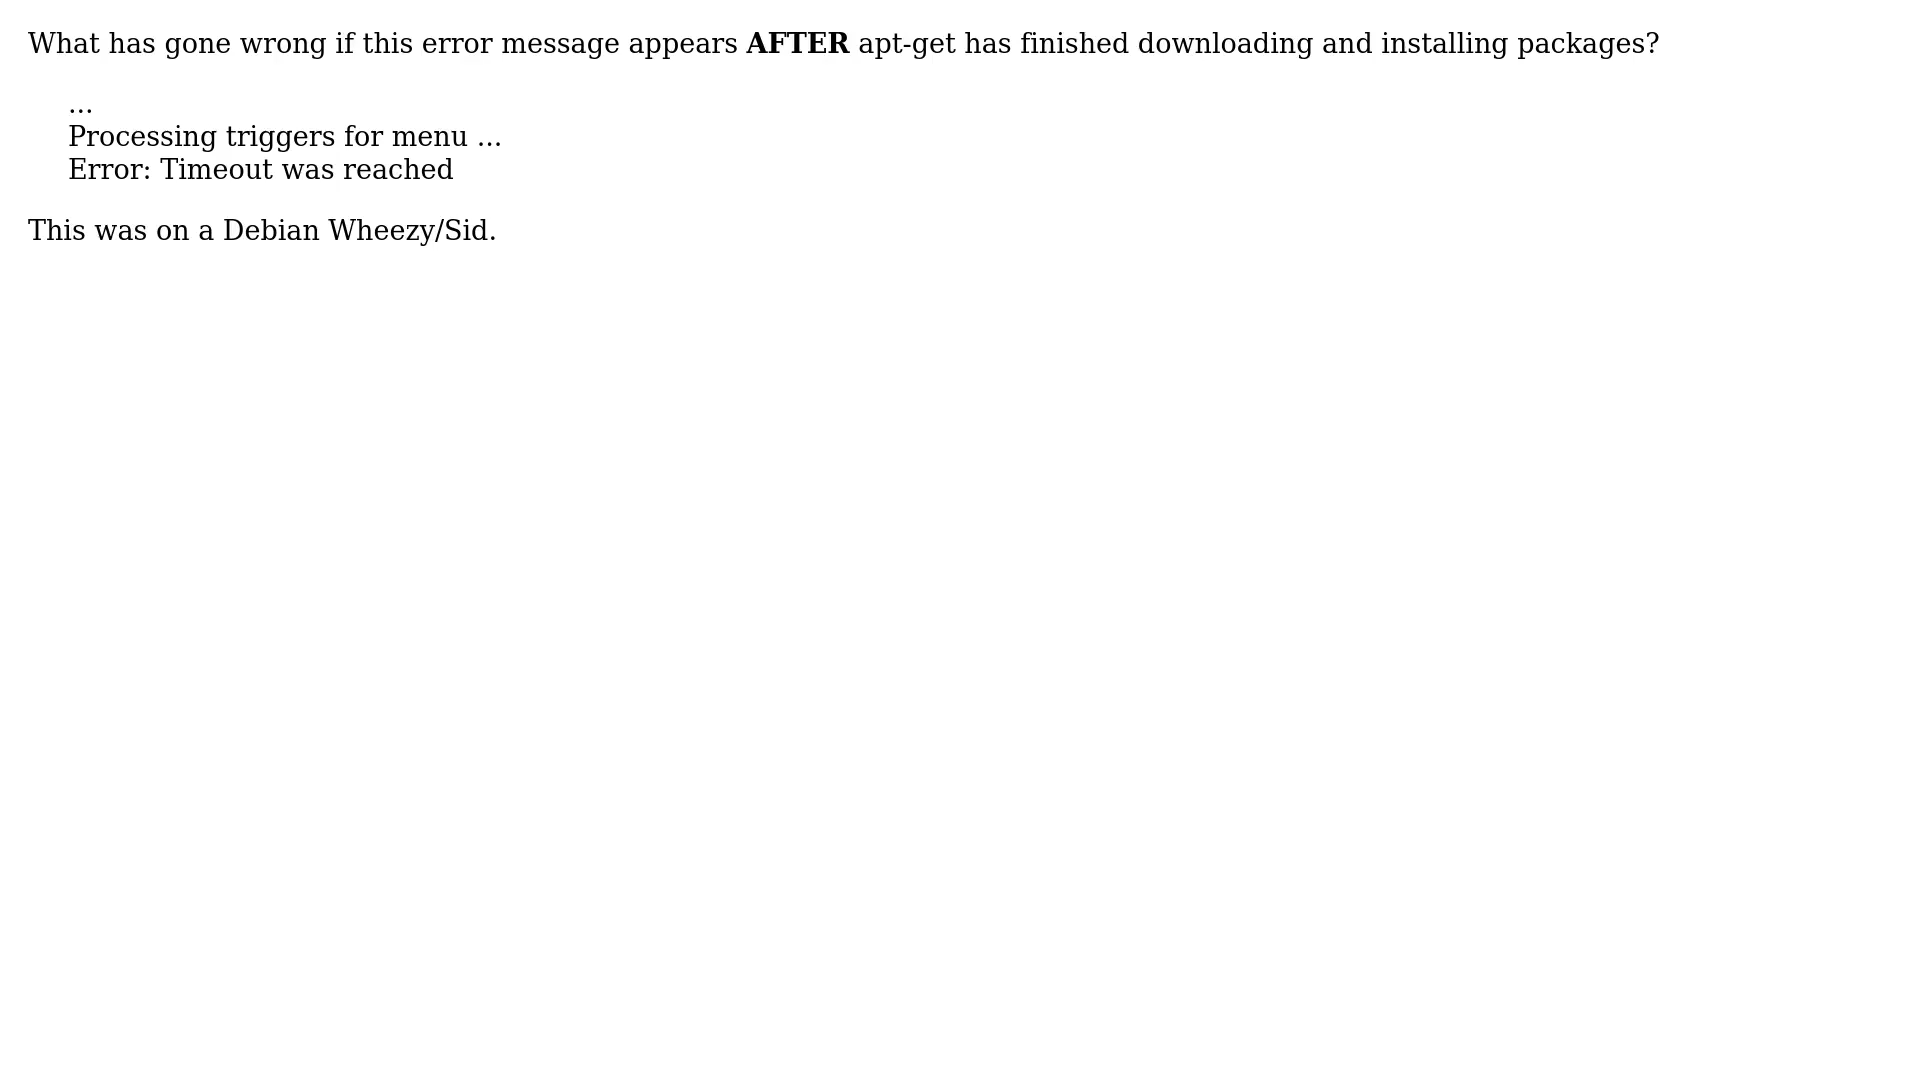 What has gone wrong if this error message appears AFTER apt-get has finished downloading and installing packages?
...
Processing triggers for menu ...
Error: Timeout was reached
This was on a Debian Wheezy/Sid.